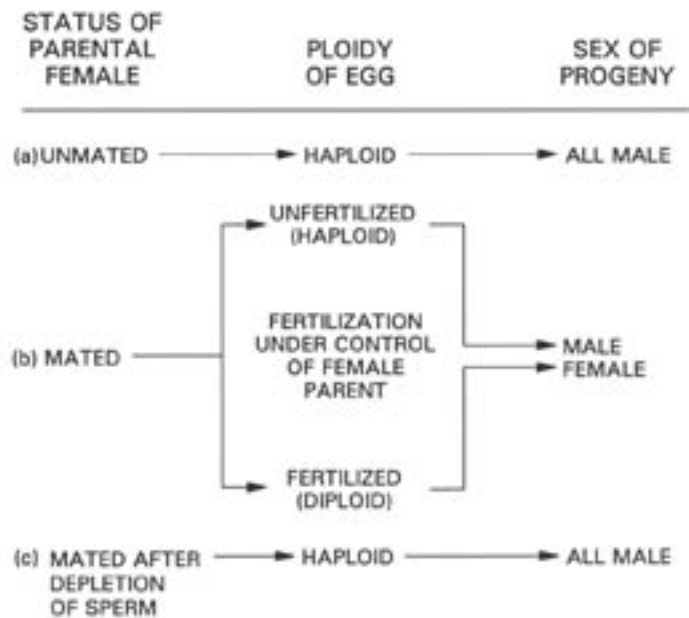 STATUS OF
PARENTAL
FEMALE
PLOIDY
OF EGG
SEX OF
PROGENY
(a) UNMATED
HAPLOID
ALL MALE
(b) MATED
UNFERTILIZED
(HAPLOID)
FERTILIZATION
UNDER CONTROL
OF FEMALE
PARENT
FERTILIZED
(DIPLOID)
MALE
FEMALE
(c) MATED AFTER
DEPLETION
OF SPERM
HAPLOID
ALL MALE